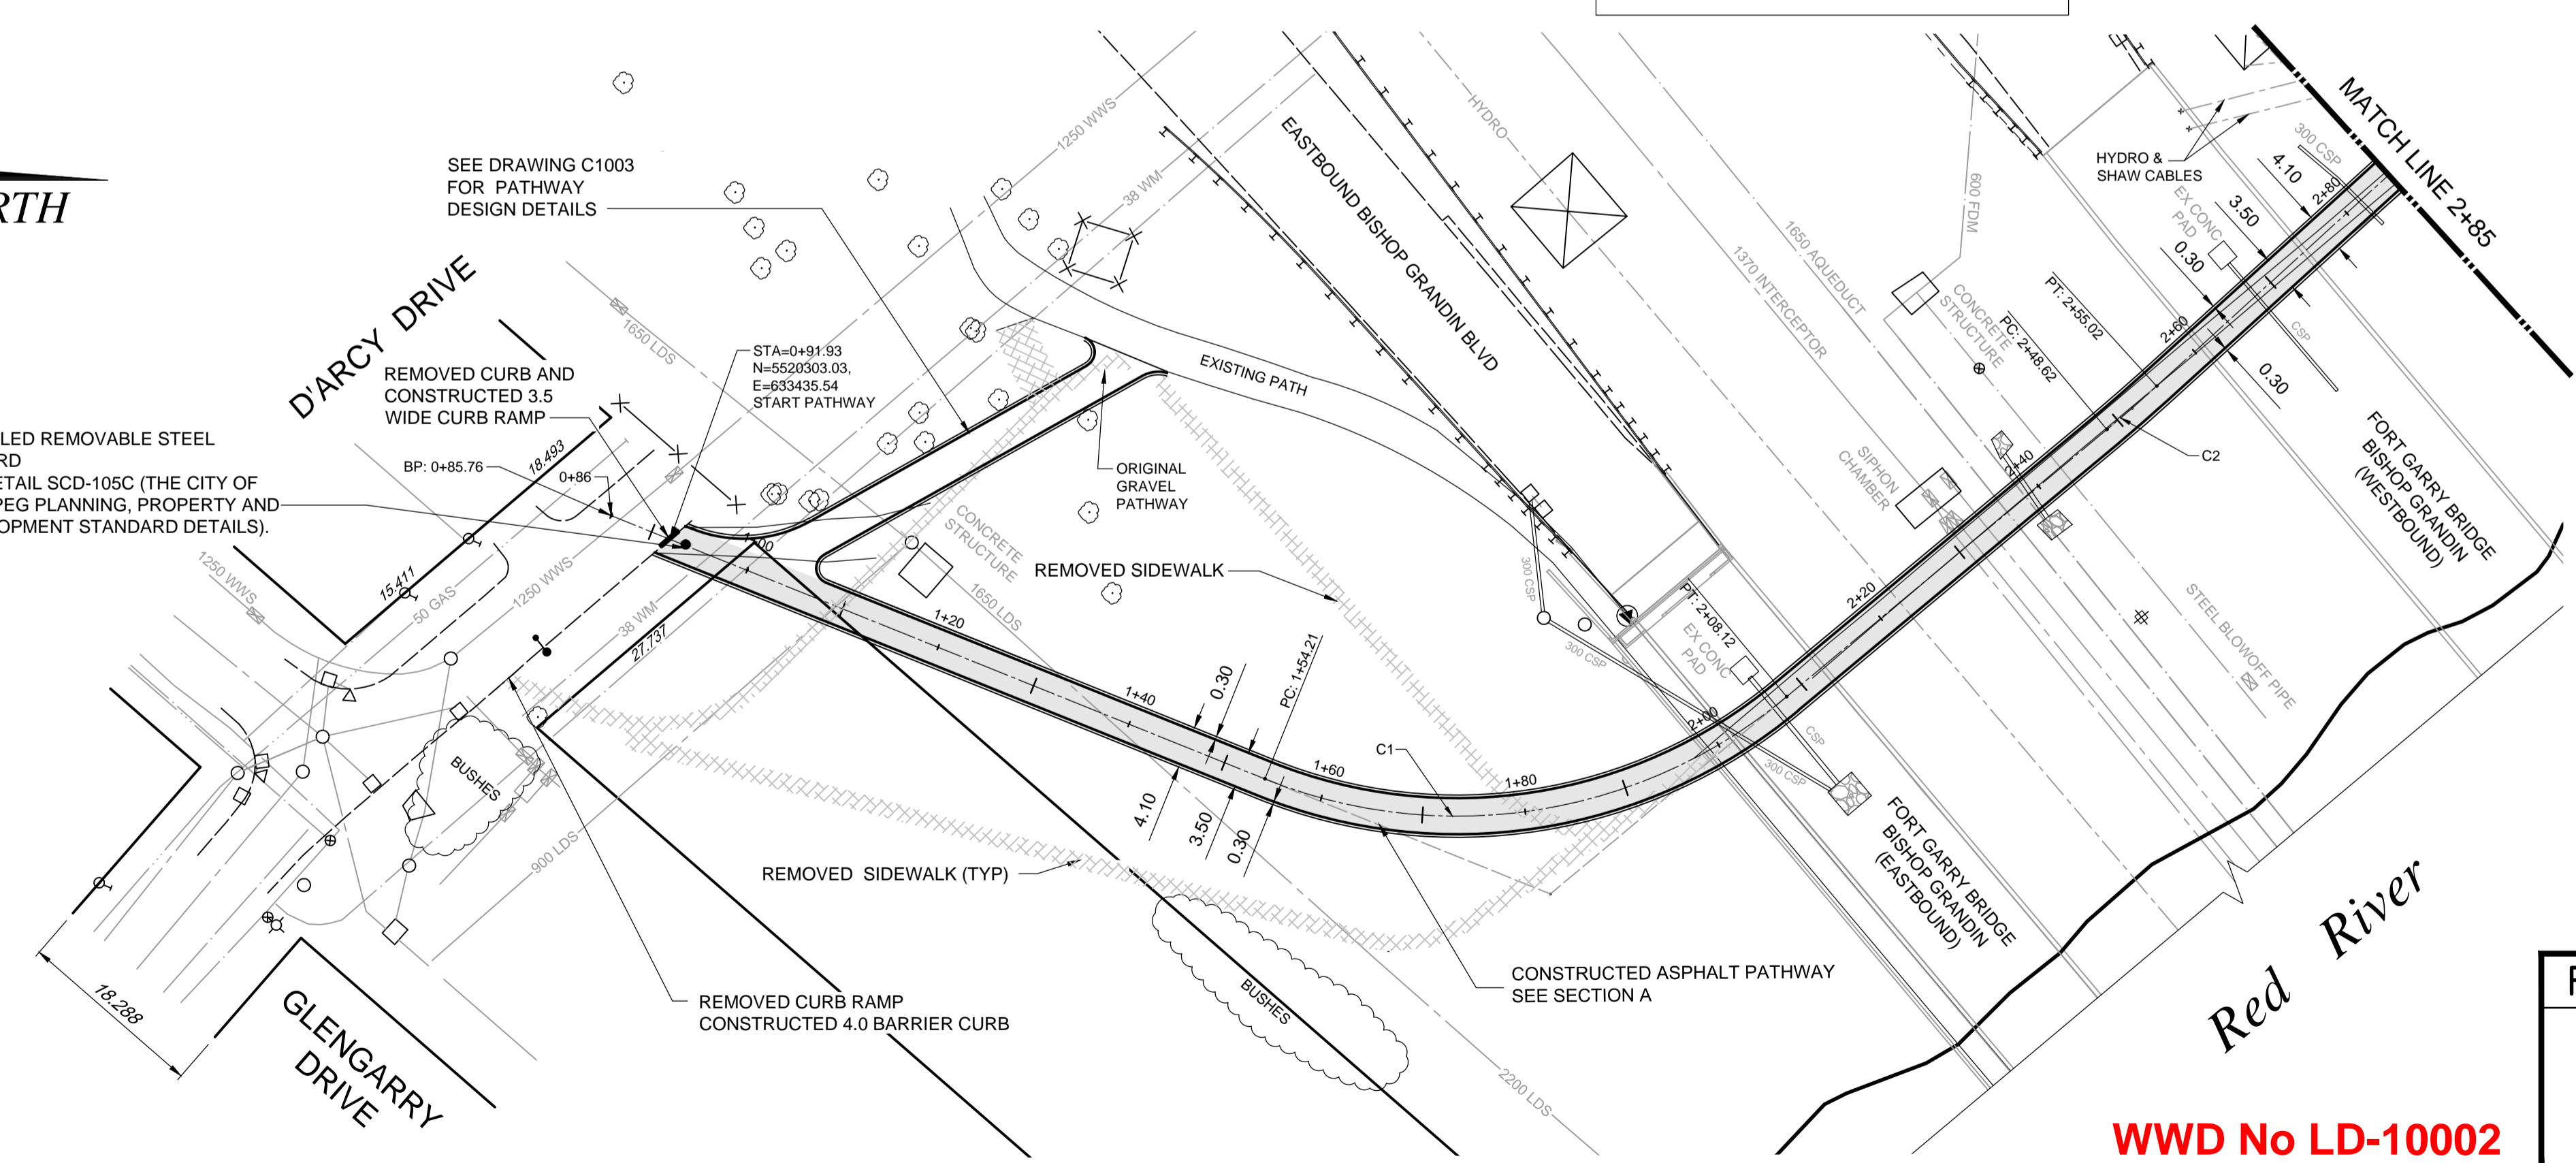 RTH
SEE DRAWING C1003
FOR PATHWAY
DESIGN DETAILS
D'ARCY DRIVE
REMOVED CURB AND
CONSTRUCTED 3.5
WIDE CURB RAMP
STA=0+91.93
N=5520303.03,
E=633435.54
START PATHWAY
LED REMOVABLE STEEL
RD
ETAIL SCD-105C (THE CITY OF
PEG PLANNING, PROPERTY AND
OPMENT STANDARD DETAILS).
BP: 0+85.76
0+86
18.493
15.411
27.737
18.288
1650 LDS
1250 WWS
38 WM
1250 WWS
50 GAS
1250 WWS
38 WM
900 LDS
BUSHES
GLENGARRY
DRIVE
REMOVED CURB RAMP
CONSTRUCTED 4.0 BARRIER CURB
ORIGINAL
GRAVEL
PATHWAY
CONCRETE
STRUCTURE
1650 LDS
REMOVED SIDEWALK
REMOVED SIDEWALK (TYP)
EXISTING PATH
EASTBOUND BISHOP GRANDIN BLVD
HYDRO
1370 INTERCEPTOR
1650 AQUEDUCT
600 FDM
CONCRETE
STRUCTURE
SIPHON
CHAMBER
HYDRO &
SHAW CABLES
300 CSP
EX CONC
PAD
CSP
MATCH LINE 2+85
4.10
3.50
0.30
0.30
2+80
2+60
PT: 2+55.02
PC: 2+48.62
C2
2+40
2+20
2+00
1+80
1+60
1+40
1+20
1+00
C1
PC: 1+54.21
0.30
4.10
3.50
0.30
PT: 2+08.12
EX CONC
PAD
300 CSP
300 CSP
300 CSP
CSP
STEEL BLOWOFF PIPE
FORT GARRY BRIDGE
BISHOP GRANDIN
(WESTBOUND)
FORT GARRY BRIDGE
BISHOP GRANDIN
(EASTBOUND)
CONSTRUCTED ASPHALT PATHWAY
SEE SECTION A
BUSHES
2200 LDS
Red River
WWD No LD-10002